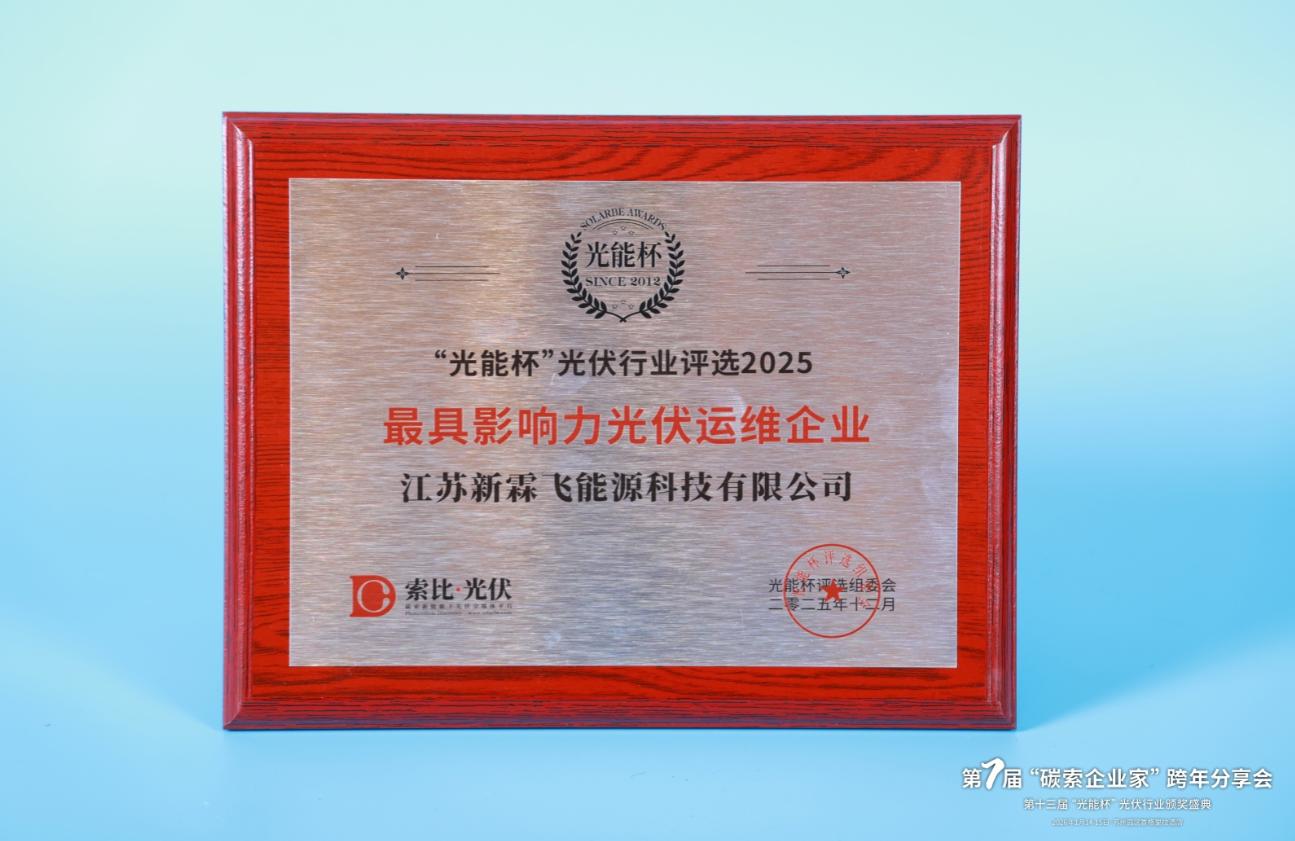 SOLARBE AWARDS
光能杯
SINCE 2012
“光能杯”光伏行业评选2025
最具影响力光伏运维企业
江苏新霖飞能源科技有限公司
索比·光伏
光能杯评选组委会
二零二五年十二月
第7届“碳索企业家”跨年分享会
第十三届“光能杯”光伏行业颁奖盛典